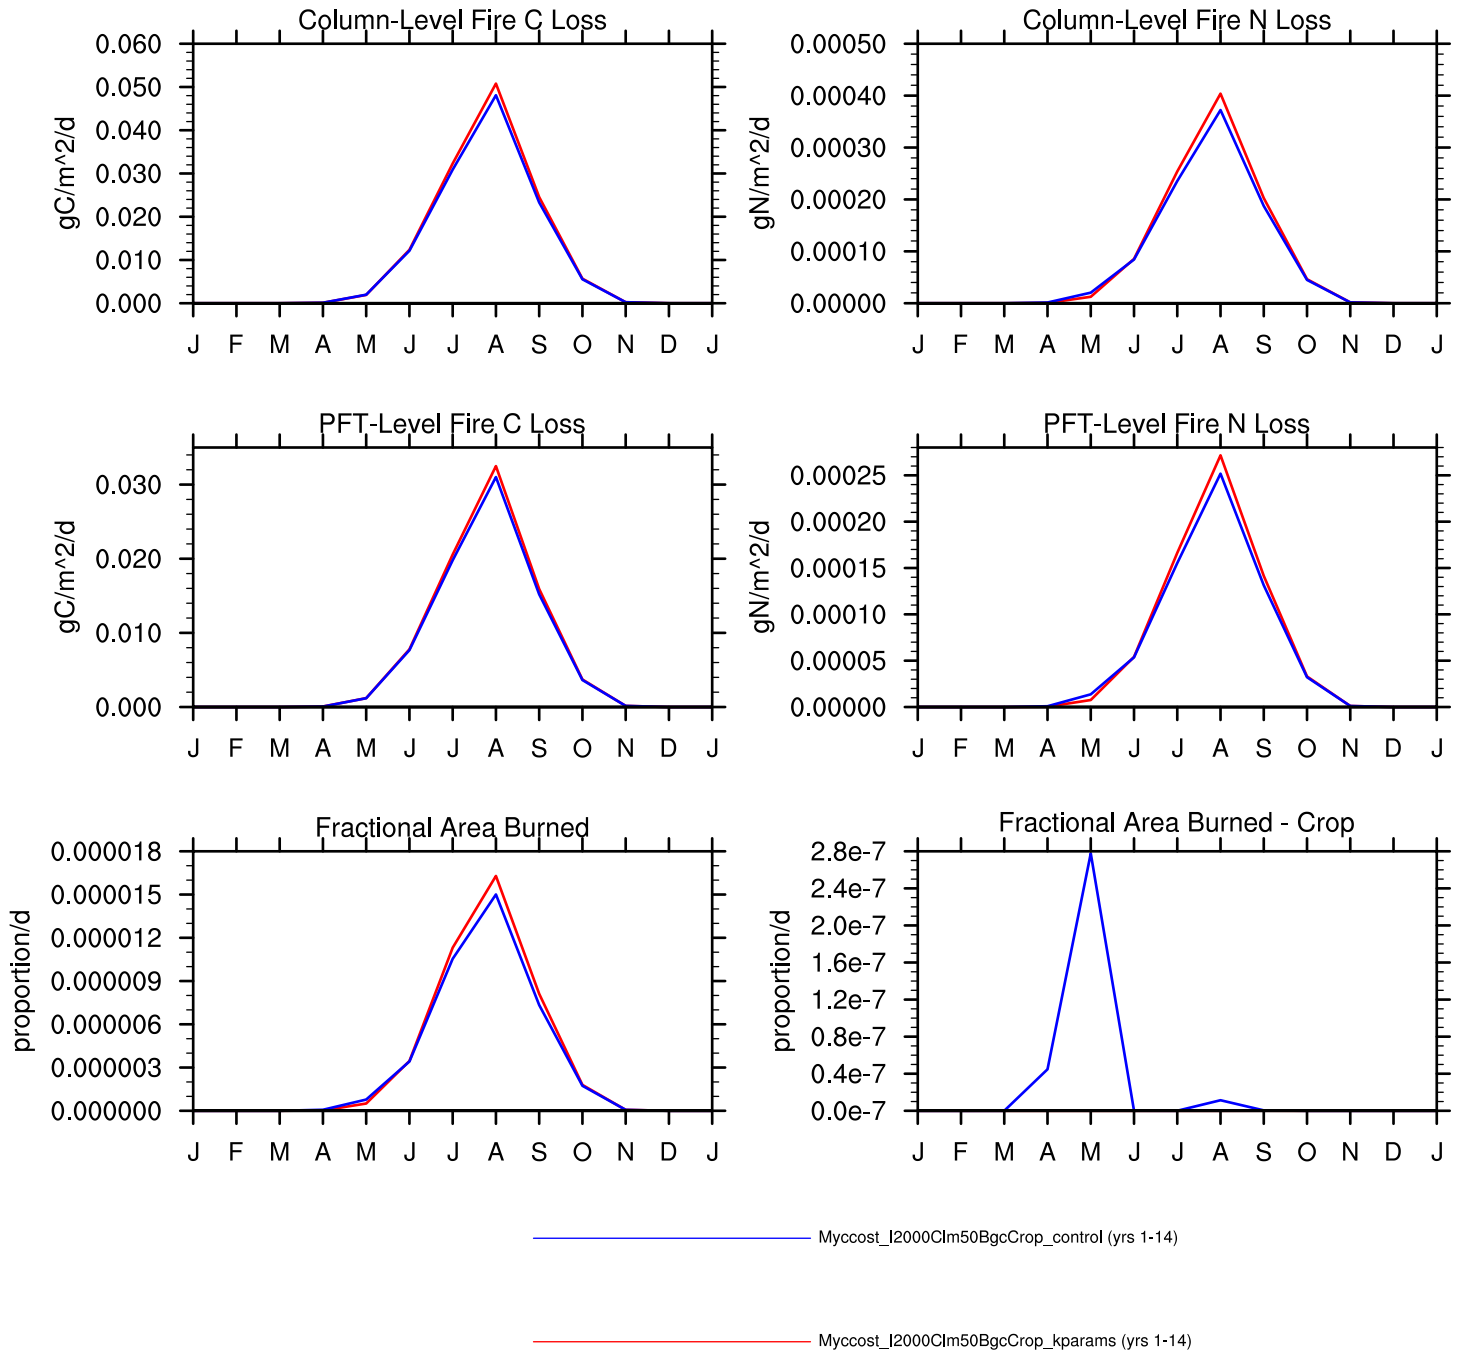 Column-Level Fire C Loss
gC/m^2/d
0.060
0.050
0.040
0.030
0.020
0.010
0.000
J F M A M J J A S O N D J
Column-Level Fire N Loss
gN/m^2/d
0.00050
0.00040
0.00030
0.00020
0.00010
0.00000
J F M A M J J A S O N D J
PFT-Level Fire C Loss
gC/m^2/d
0.030
0.020
0.010
0.000
J F M A M J J A S O N D J
PFT-Level Fire N Loss
gN/m^2/d
0.00025
0.00020
0.00015
0.00010
0.00005
0.00000
J F M A M J J A S O N D J
Fractional Area Burned
proportion/d
0.000018
0.000015
0.000012
0.000009
0.000006
0.000003
0.000000
J F M A M J J A S O N D J
Fractional Area Burned - Crop
proportion/d
2.8e-7
2.4e-7
2.0e-7
1.6e-7
1.2e-7
0.8e-7
0.4e-7
0.0e-7
J F M A M J J A S O N D J
Myccost_I2000Clm50BgcCrop_control (yrs 1-14)
Myccost_I2000Clm50BgcCrop_kparams (yrs 1-14)